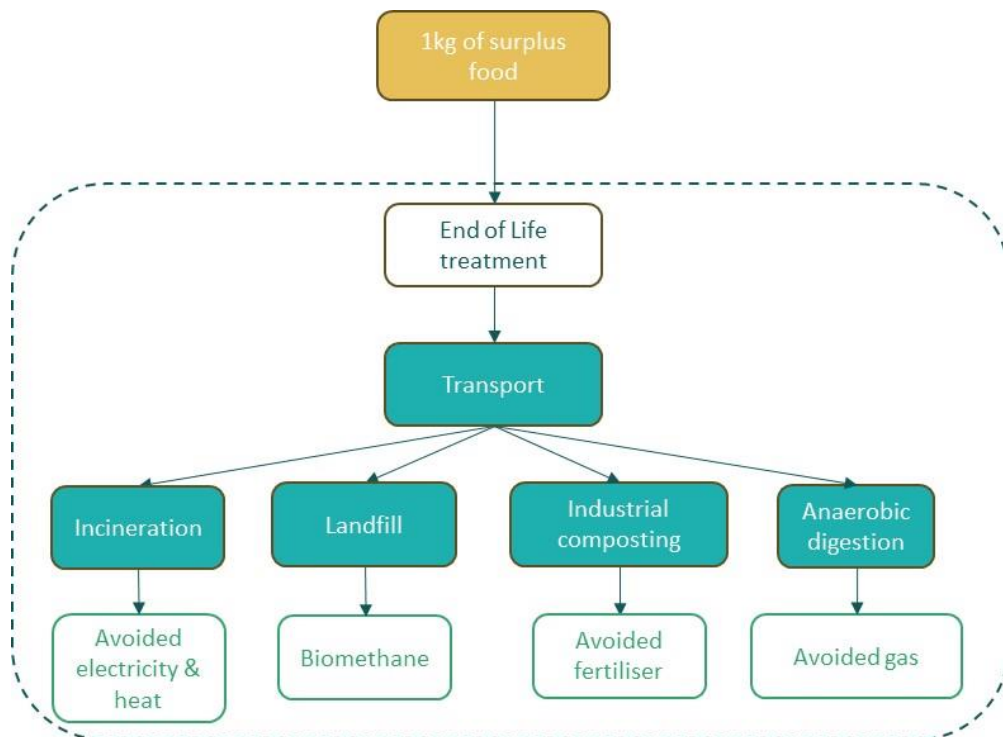 1kg of surplus
food
End of Life
treatment
Transport
Incineration
Landfill
Industrial
composting
Anaerobic
digestion
Avoided
electricity &
heat
Biomethane
Avoided
fertiliser
Avoided gas